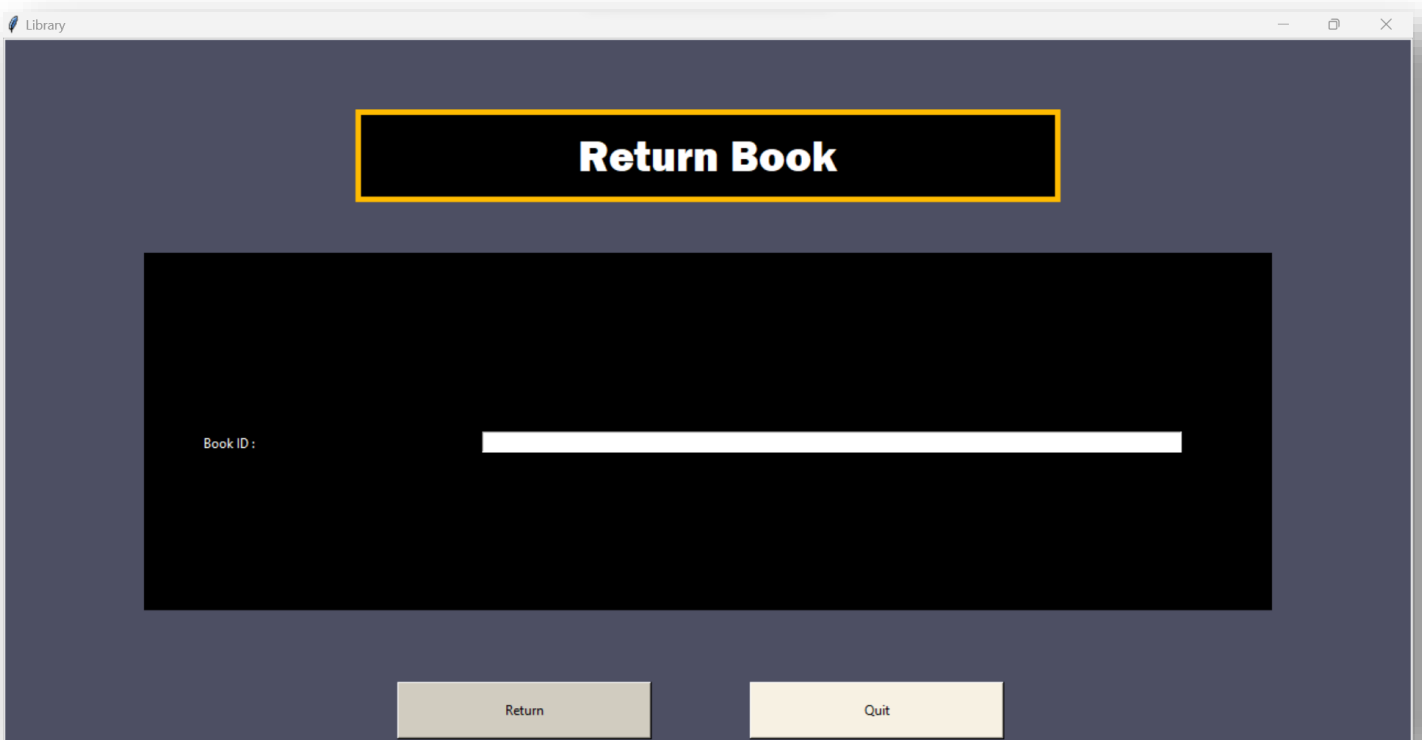 Library
Return Book
Book ID :
Return
Quit